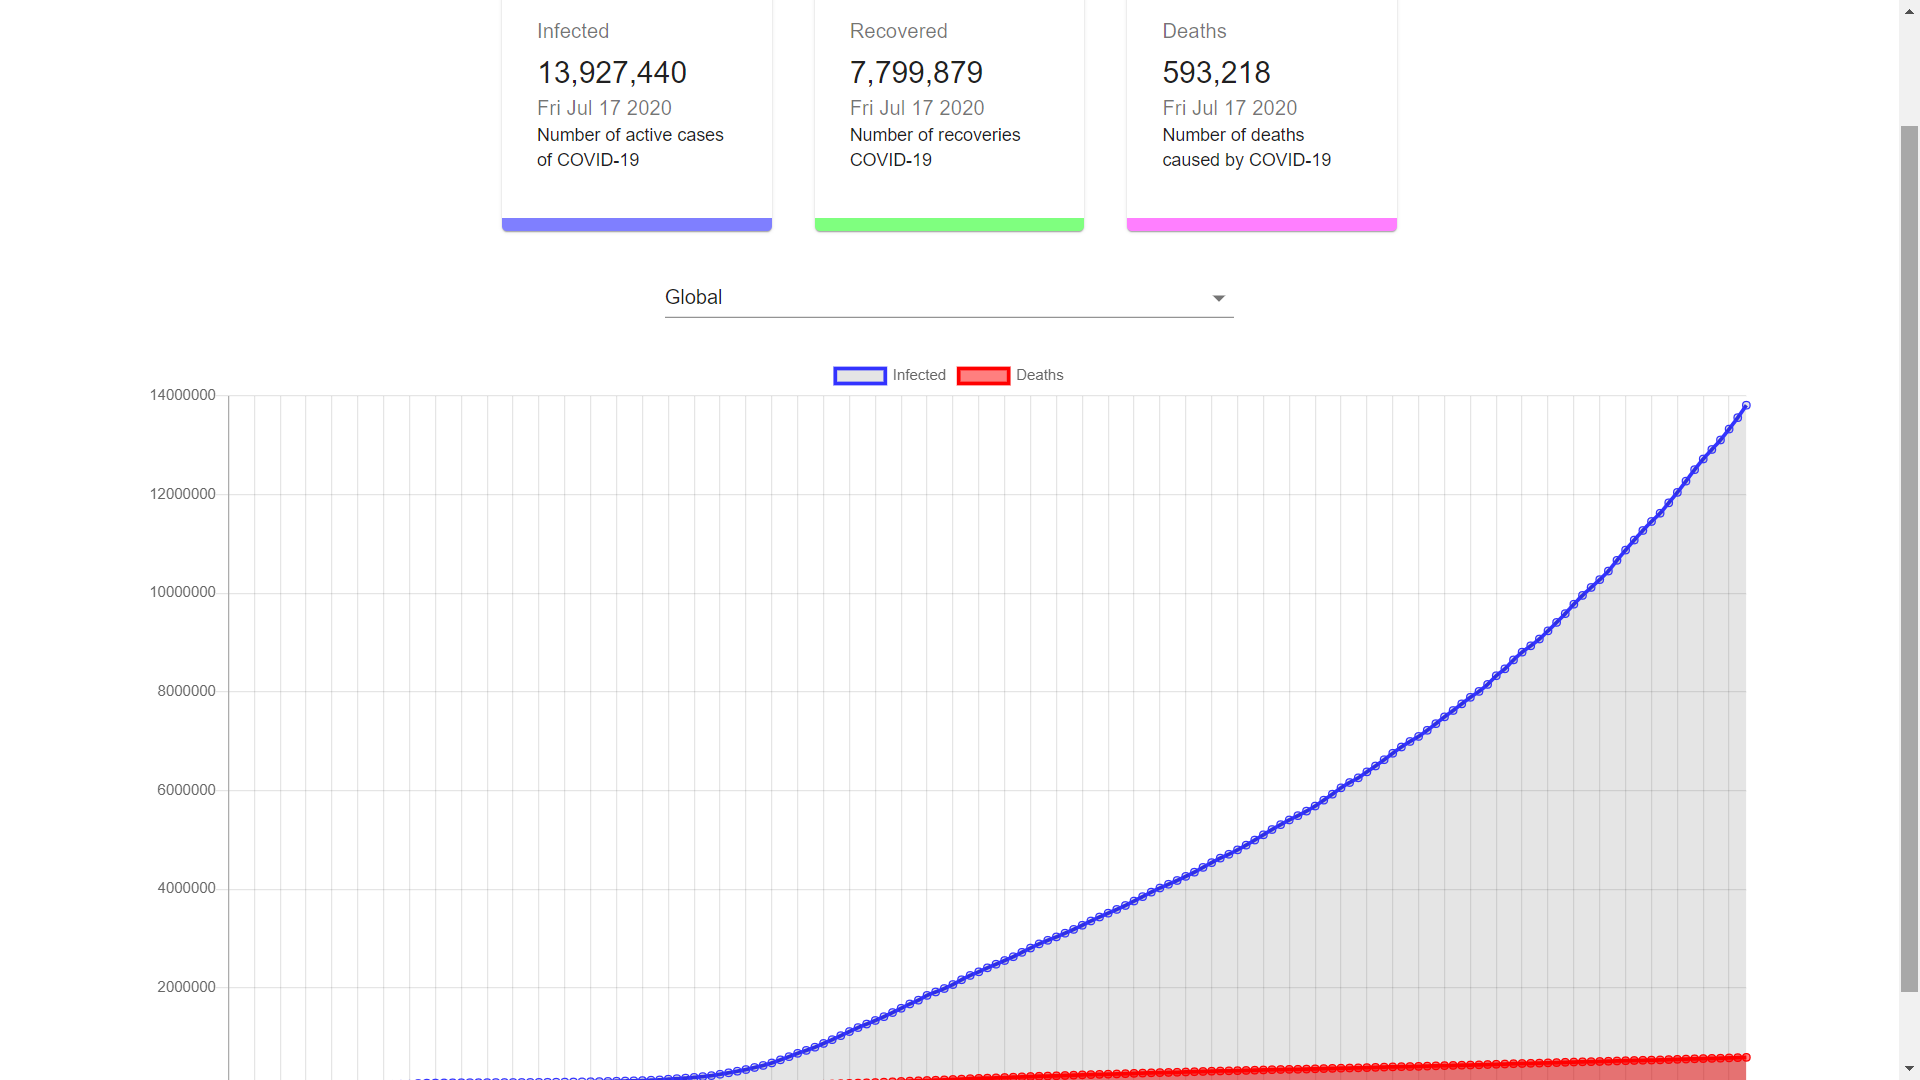 Infected
13,927,440
Fri Jul 17 2020
Number of active cases
of COVID-19
Recovered
7,799,879
Fri Jul 17 2020
Number of recoveries
COVID-19
Deaths
593,218
Fri Jul 17 2020
Number of deaths
caused by COVID-19
Global
Infected
Deaths
14000000
12000000
10000000
8000000
6000000
4000000
2000000